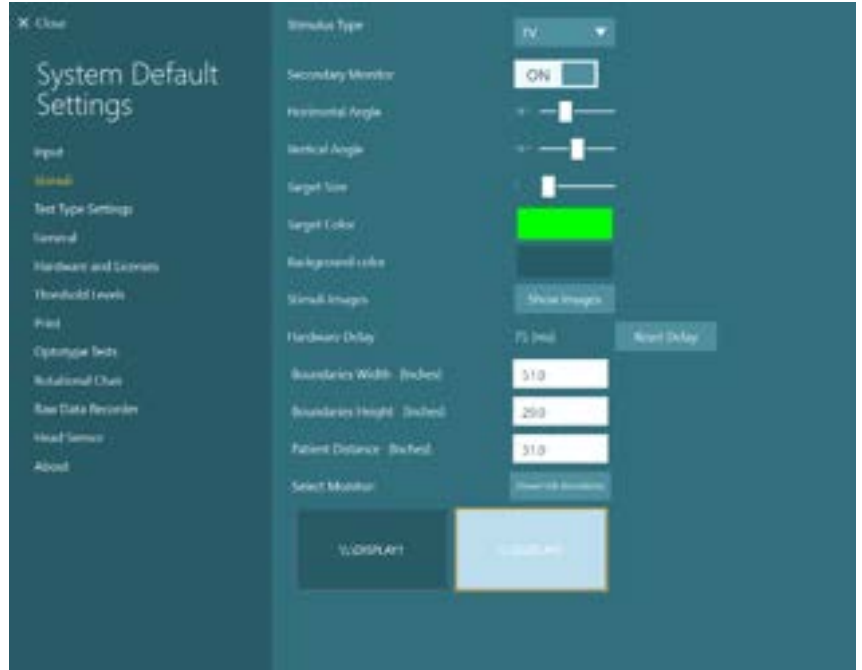 Close
System Default
Settings
Input
Stimuli
Test Type Settings
General
Hardware and Licenses
Threshold Levels
Print
Optotype Tests
Rotational Chair
Raw Data Recorder
Head Sensor
About
Stimulus Type
TV
Secondary Monitor
ON
Horizontal Angle
Vertical Angle
Target Size
Target Color
Background color
Stimuli Images
Show Images
Hardware Delay
75 (ms)
Reset Delay
Boundaries Width (Inches)
51.0
Boundaries Height (Inches)
29.0
Patient Distance (Inches)
51.0
Select Monitor
\\.\DISPLAY1